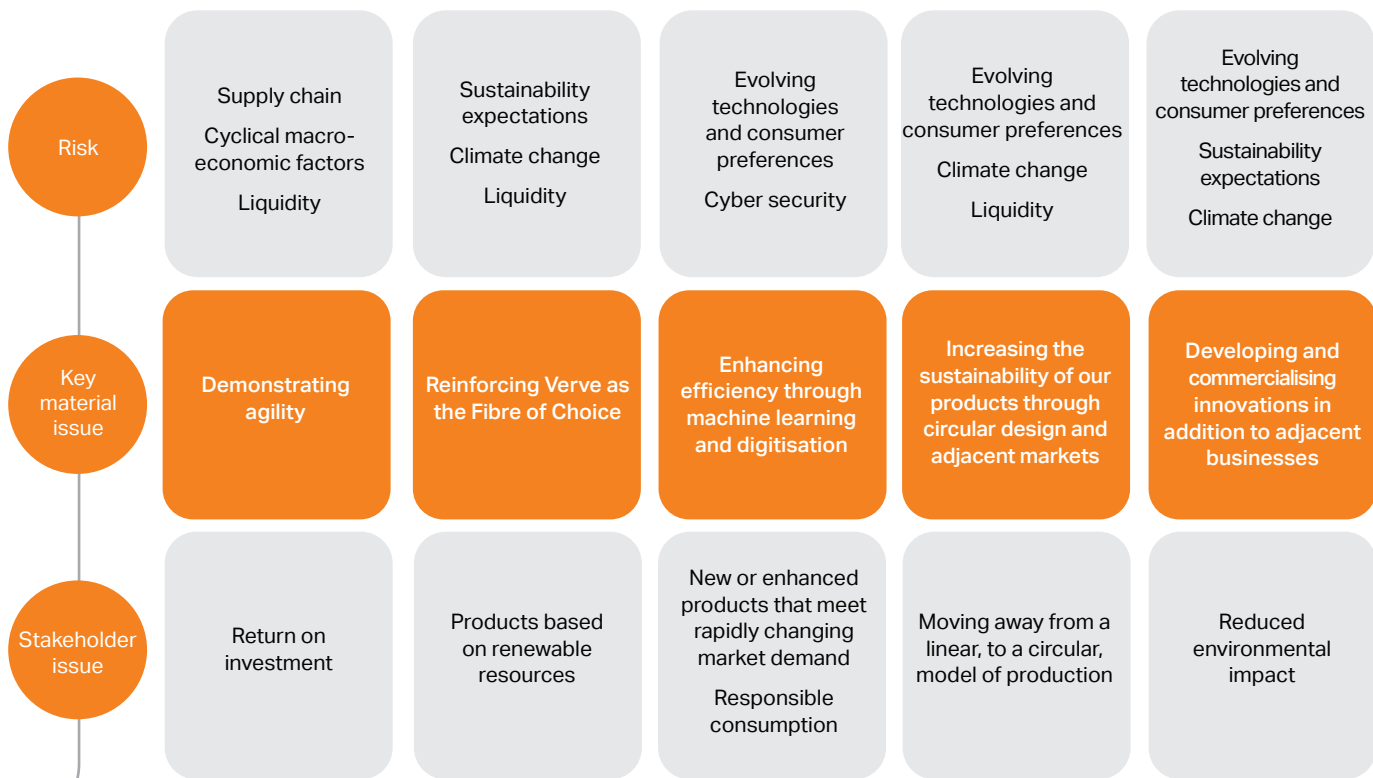 Risk
Supply chain
Cyclical macro-
economic factors
Liquidity
Sustainability
expectations
Climate change
Liquidity
Evolving
technologies
and consumer
preferences
Cyber security
Evolving
technologies and
consumer preferences
Climate change
Liquidity
Evolving
technologies and
consumer preferences
Sustainability
expectations
Climate change
Key
material
issue
Demonstrating
agility
Reinforcing Verve as
the Fibre of Choice
Enhancing
efficiency through
machine learning
and digitisation
Increasing the
sustainability of our
products through
circular design and
adjacent markets
Developing and
commercialising
innovations in
addition to adjacent
businesses
Stakeholder
issue
Return on
investment
Products based
on renewable
resources
New or enhanced
products that meet
rapidly changing
market demand
Responsible
consumption
Moving away from a
linear, to a circular,
model of production
Reduced
environmental
impact